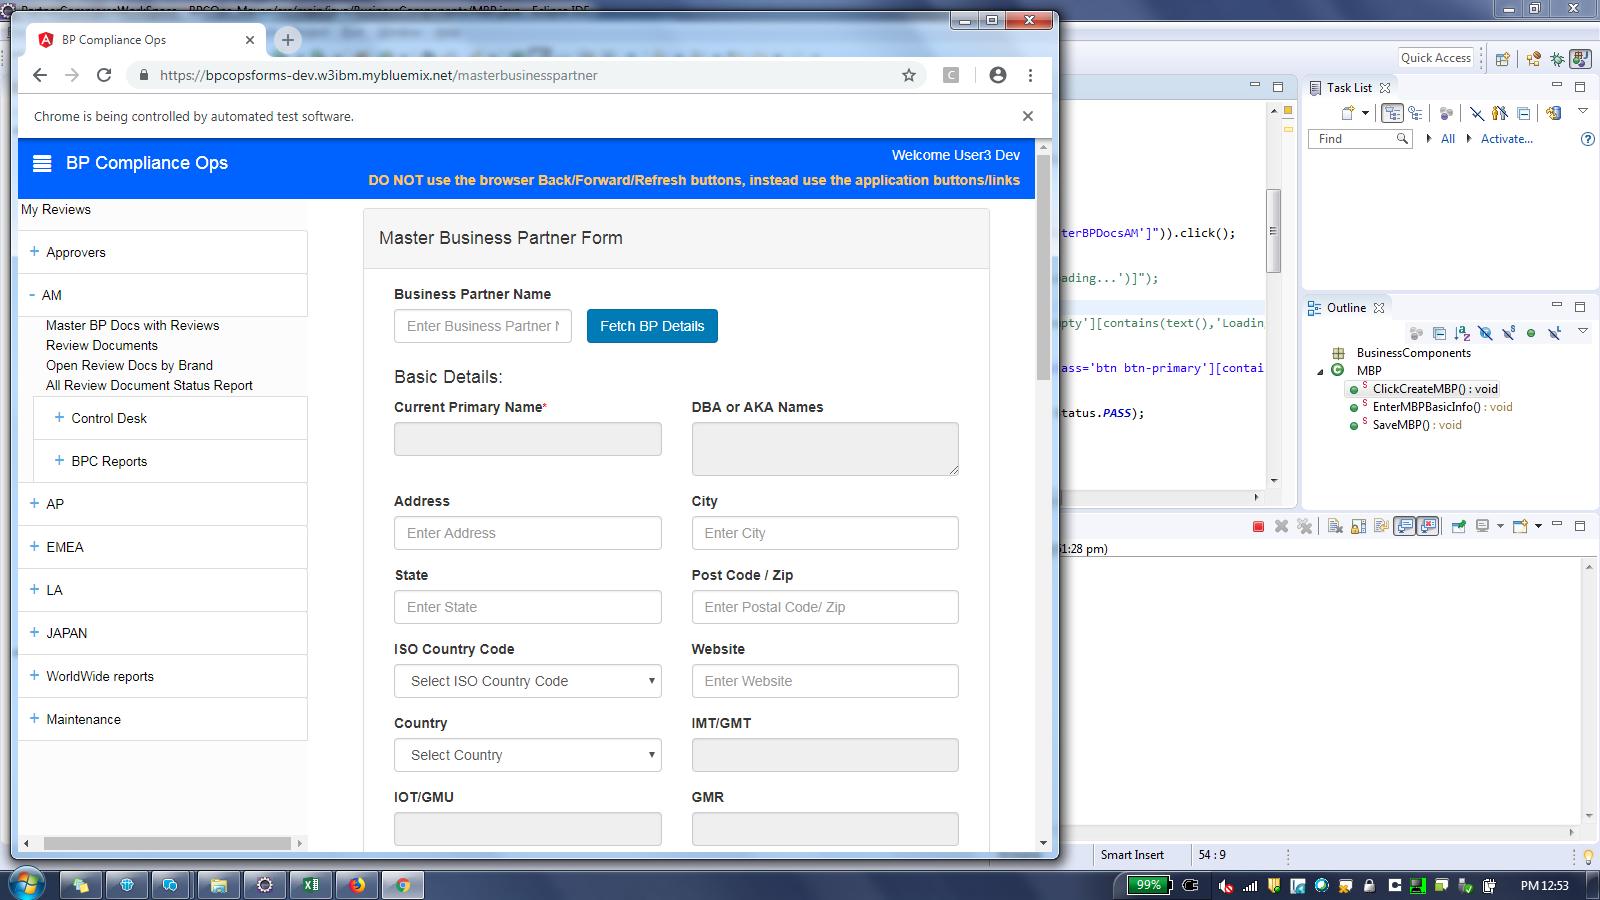 BP Compliance Ops
https://bpcopsforms-dev.w3ibm.mybluemix.net/masterbusinesspartner
Chrome is being controlled by automated test software.
BP Compliance Ops
Welcome User3 Dev
DO NOT use the browser Back/Forward/Refresh buttons, instead use the application buttons/links
My Reviews
+ Approvers
- AM
Master BP Docs with Reviews
Review Documents
Open Review Docs by Brand
All Review Document Status Report
+ Control Desk
+ BPC Reports
+ AP
+ EMEA
+ LA
+ JAPAN
+ WorldWide reports
+ Maintenance
Master Business Partner Form
Business Partner Name
Enter Business Partner N
Fetch BP Details
Basic Details:
Current Primary Name*
DBA or AKA Names
Address
City
Enter Address
Enter City
State
Post Code / Zip
Enter State
Enter Postal Code/ Zip
ISO Country Code
Website
Select ISO Country Code
Enter Website
Country
IMT/GMT
Select Country
IOT/GMU
GMR
Quick Access
terBPDocsAM']")).click();
ading...')]");
pty'][contains(text(),'Loadin
ass='btn btn-primary'][contai
tatus.PASS);
Task List
Find
All
Activate...
Outline
BusinessComponents
MBP
ClickCreateMBP() : void
EnterMBPBasicInfo() : void
SaveMBP() : void
1:28 pm)
Smart Insert
54 : 9
99%
PM 12:53